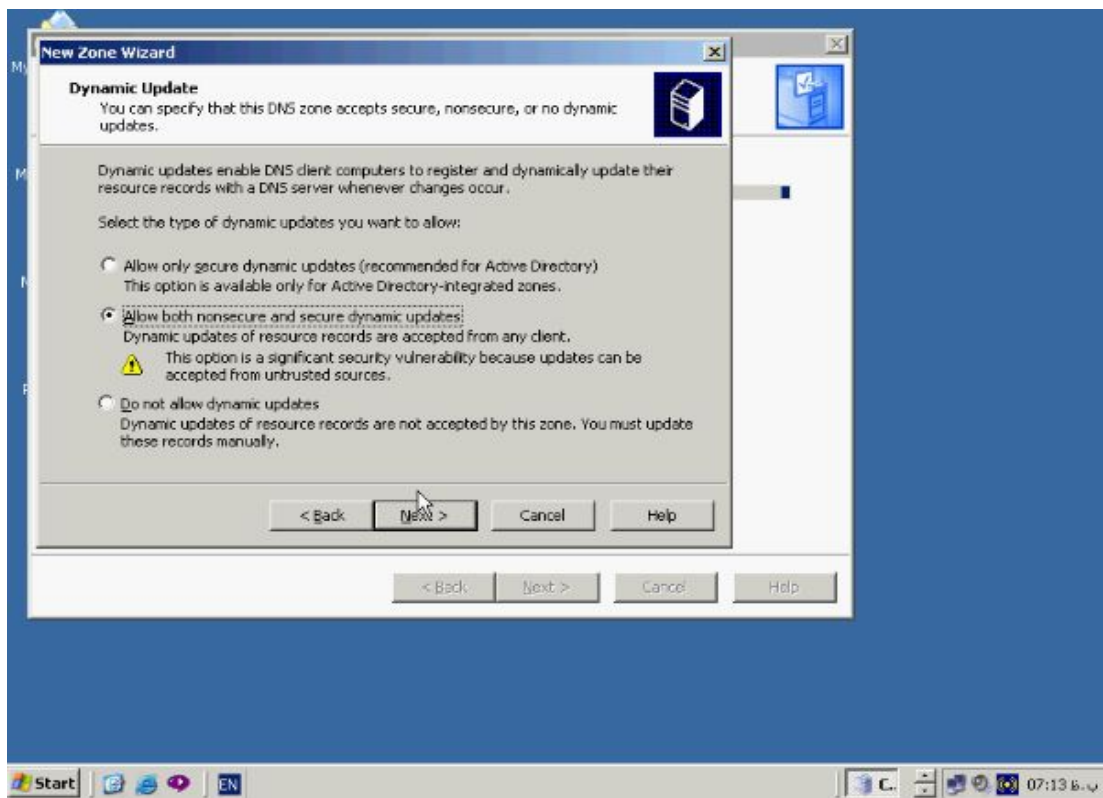 New Zone Wizard
Dynamic Update
You can specify that this DNS zone accepts secure, nonsecure, or no dynamic
updates.
Dynamic updates enable DNS client computers to register and dynamically update their
resource records with a DNS server whenever changes occur.
Select the type of dynamic updates you want to allow:
Allow only secure dynamic updates (recommended for Active Directory)
This option is available only for Active Directory-integrated zones.
Allow both nonsecure and secure dynamic updates
Dynamic updates of resource records are accepted from any client.
This option is a significant security vulnerability because updates can be
accepted from untrusted sources.
Do not allow dynamic updates
Dynamic updates of resource records are not accepted by this zone. You must update
these records manually.
< Back Next > Cancel Help
< Back Next > Cancel Help
Start EN C.. 07:13 ب.ظ